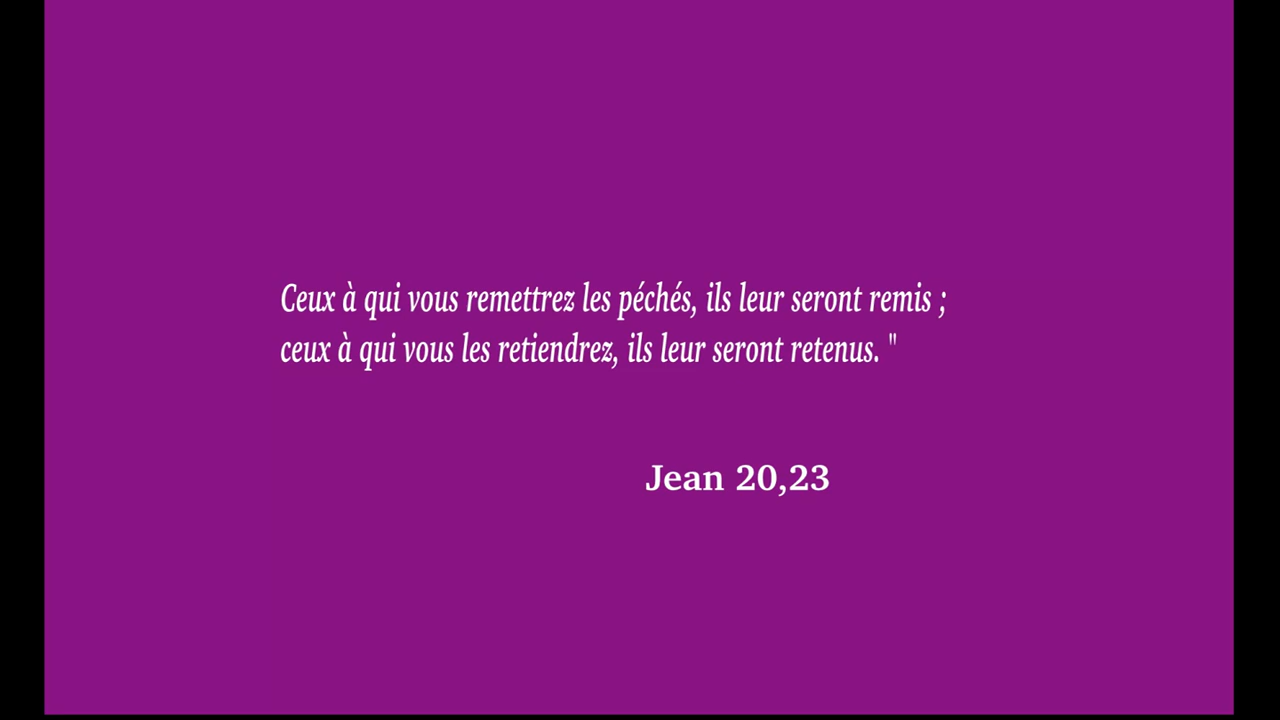 Ceux à qui vous remettrez les péchés, ils leur seront remis ;
ceux à qui vous les retiendrez, ils leur seront retenus. "
Jean 20,23